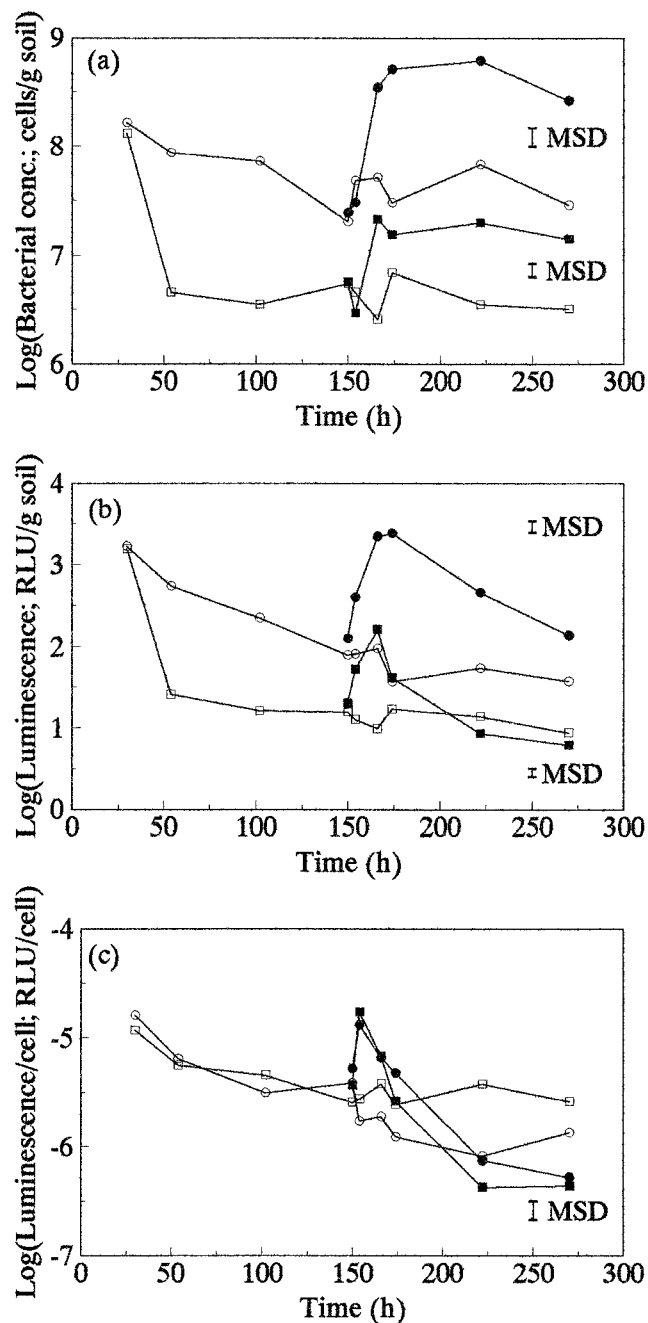 Log(Bacterial conc.; cells/g soil)
(a)
9
8
7
6
MSD
MSD
0 50 100 150 200 250 300
Time (h)
Log(Luminescence; RLU/g soil)
(b)
4
3
2
1
0
MSD
MSD
0 50 100 150 200 250 300
Time (h)
Log(Luminescence/cell; RLU/cell)
(c)
-4
-5
-6
-7
MSD
0 50 100 150 200 250 300
Time (h)